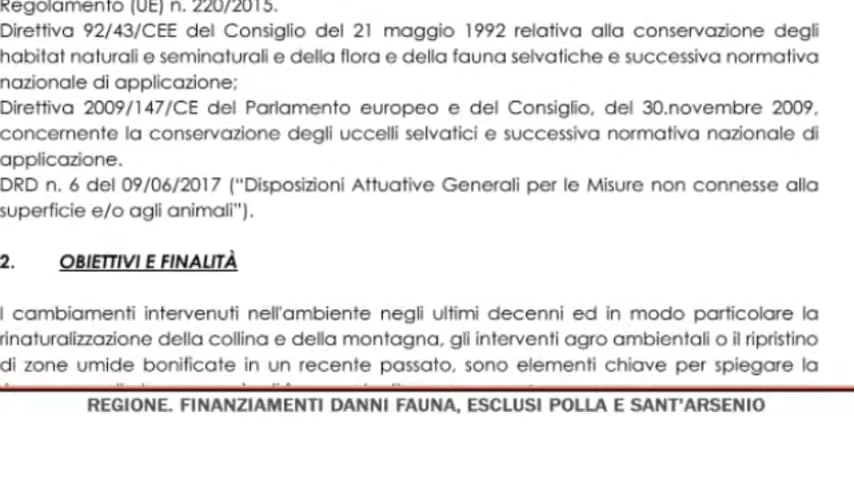 Regolamento (UE) n. 220/2015.
Direttiva 92/43/CEE del Consiglio del 21 maggio 1992 relativa alla conservazione degli
habitat naturali e seminaturali e della flora e della fauna selvatiche e successiva normativa
nazionale di applicazione;
Direttiva 2009/147/CE del Parlamento europeo e del Consiglio, del 30.novembre 2009,
concernente la conservazione degli uccelli selvatici e successiva normativa nazionale di
applicazione.
DRD n. 6 del 09/06/2017 (“Disposizioni Attuative Generali per le Misure non connesse alla
superficie e/o agli animali”).
2. OBIETTIVI E FINALITÀ
I cambiamenti intervenuti nell'ambiente negli ultimi decenni ed in modo particolare la
rinaturalizzazione della collina e della montagna, gli interventi agro ambientali o il ripristino
di zone umide bonificate in un recente passato, sono elementi chiave per spiegare la
REGIONE. FINANZIAMENTI DANNI FAUNA, ESCLUSI POLLA E SANT'ARSENIO